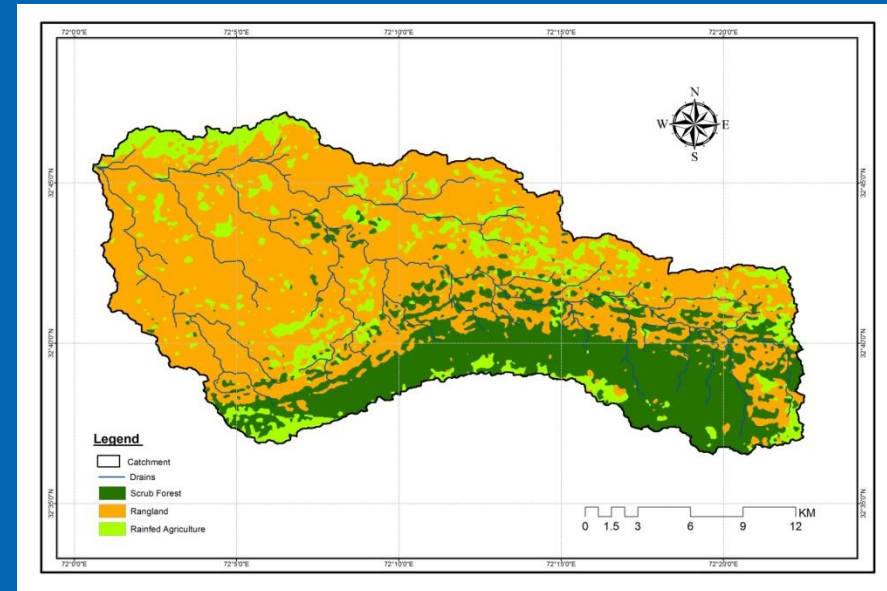 72°0'0"E 72°5'0"E 72°10'0"E 72°15'0"E 72°20'0"E
N
W E
S
32°45'0"N 32°45'0"N
32°40'0"N 32°40'0"N
Legend
Catchment
Drains
Scrub Forest
Rangland
Rainfed Agriculture
32°35'0"N 32°35'0"N
KM
0 1.5 3 6 9 12
72°0'0"E 72°5'0"E 72°10'0"E 72°15'0"E 72°20'0"E